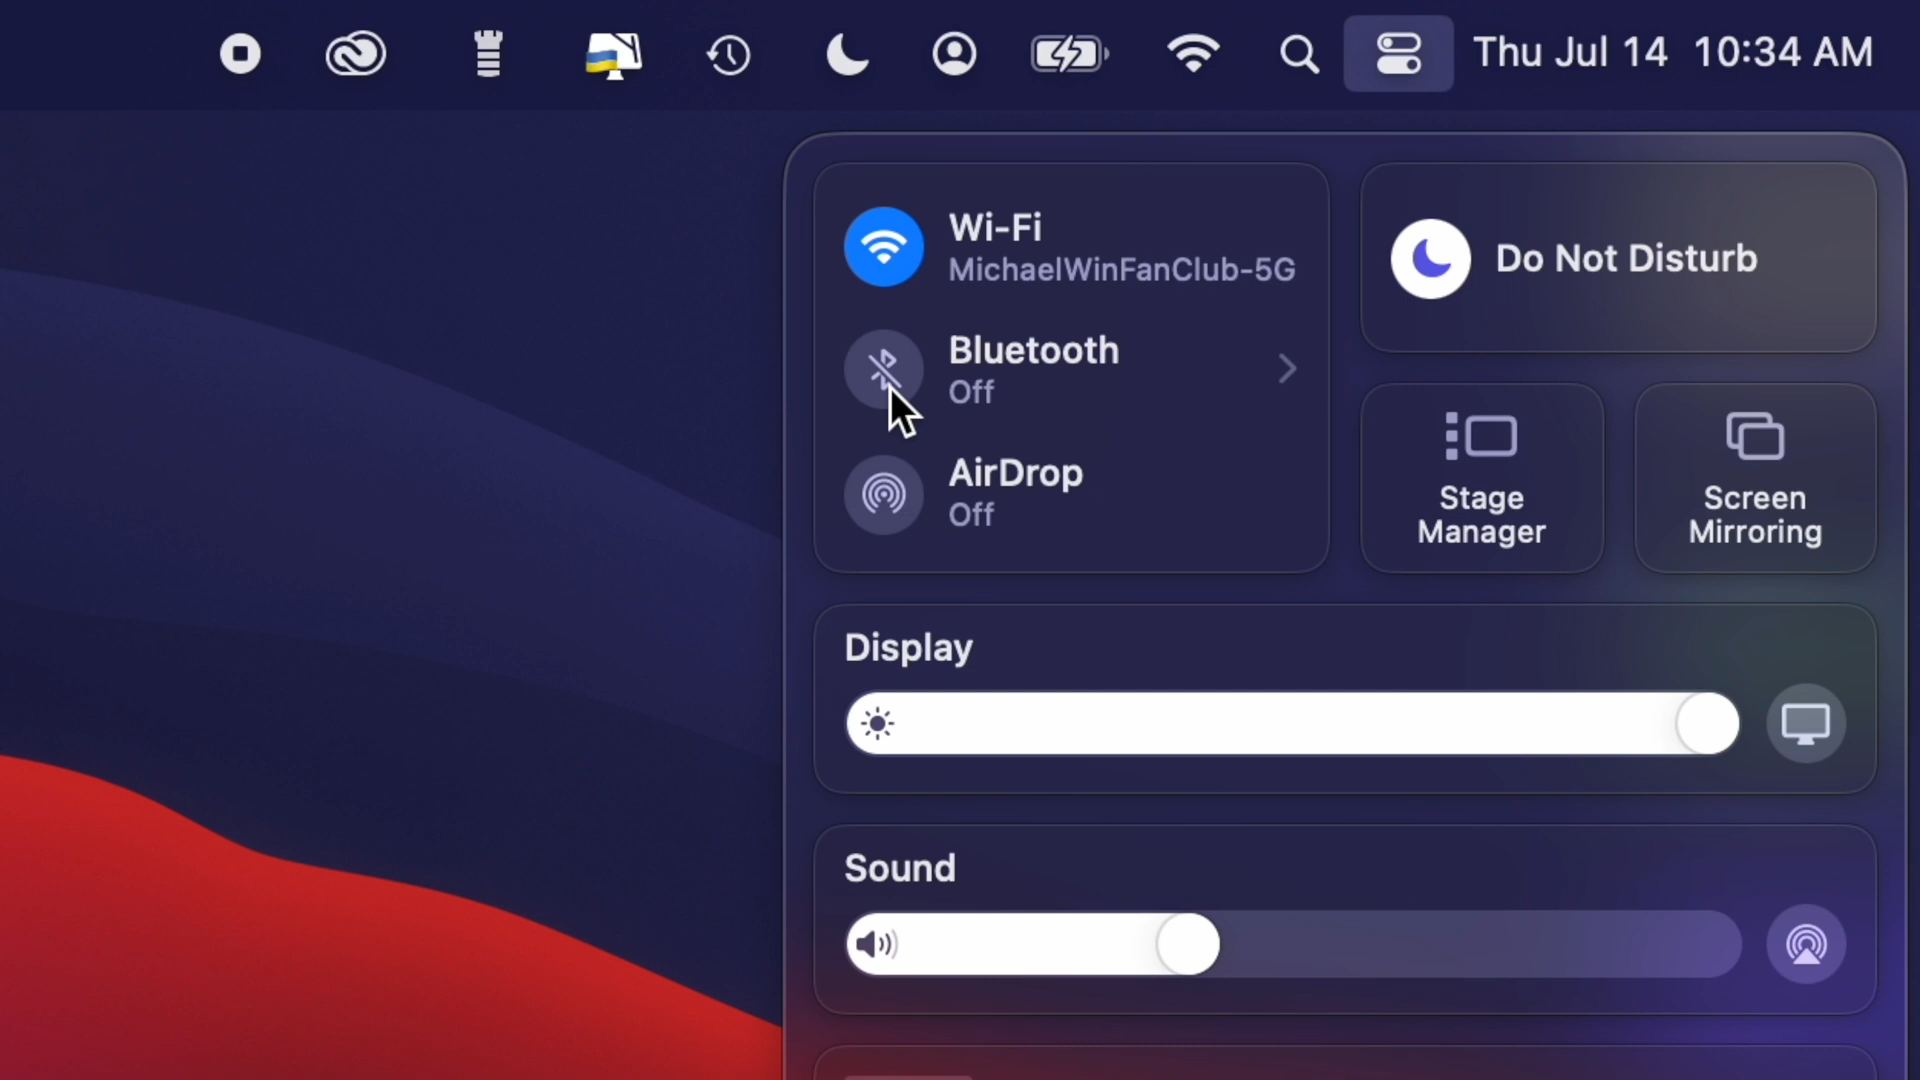 Thu Jul 14 10:34 AM
Wi-Fi
MichaelWinFanClub-5G
Do Not Disturb
Bluetooth
Off
AirDrop
Off
Stage
Manager
Screen
Mirroring
Display
Sound